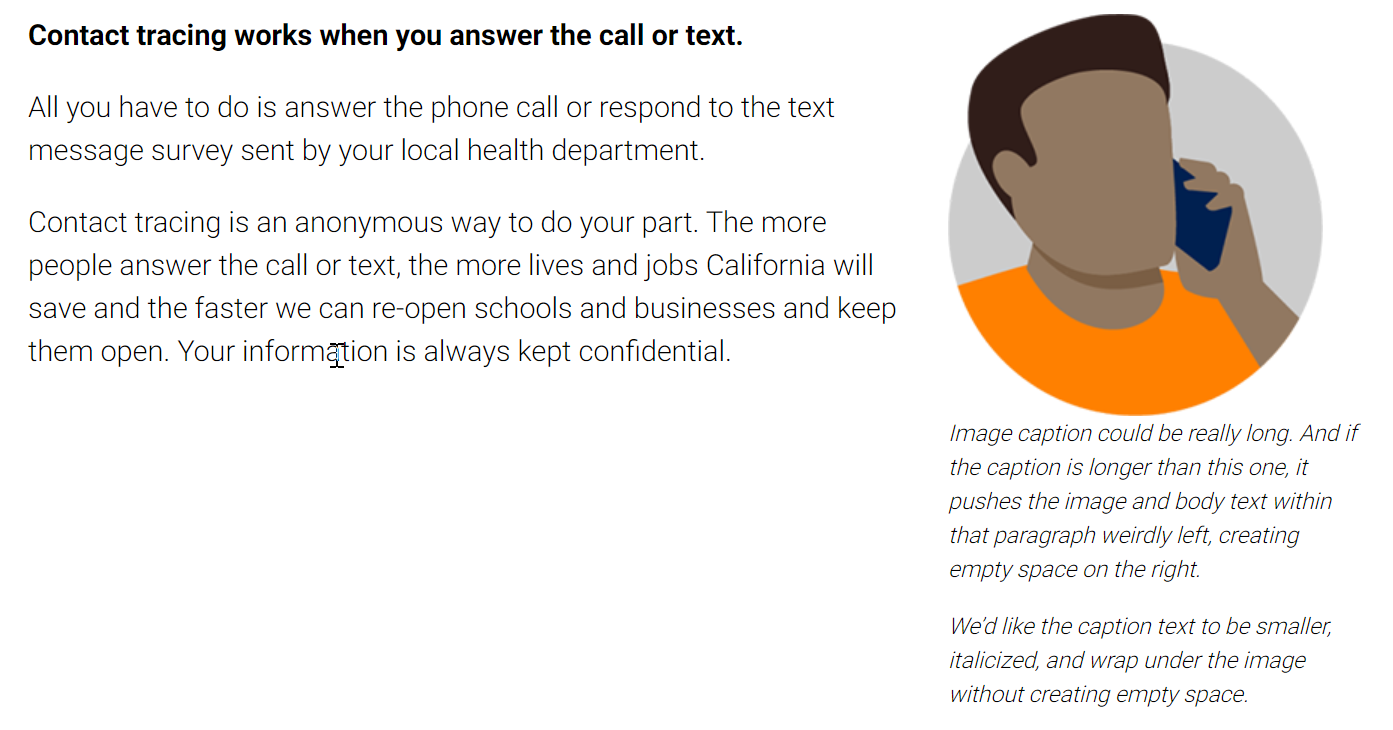 Contact tracing works when you answer the call or text.
All you have to do is answer the phone call or respond to the text
message survey sent by your local health department.
Contact tracing is an anonymous way to do your part. The more
people answer the call or text, the more lives and jobs California will
save and the faster we can re-open schools and businesses and keep
them open. Your information is always kept confidential.
Image caption could be really long. And if
the caption is longer than this one, it
pushes the image and body text within
that paragraph weirdly left, creating
empty space on the right.
We'd like the caption text to be smaller,
italicized, and wrap under the image
without creating empty space.